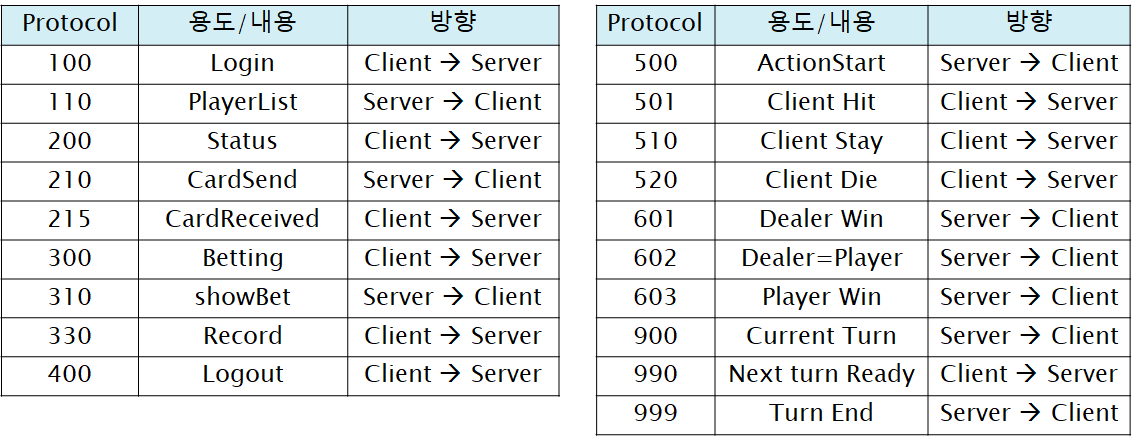 Protocol 용도/내용 방향
100 Login Client → Server
110 PlayerList Server → Client
200 Status Client → Server
210 CardSend Server → Client
215 CardReceived Client → Server
300 Betting Client → Server
310 showBet Server → Client
330 Record Client → Server
400 Logout Client → Server
Protocol 용도/내용 방향
500 ActionStart Server → Client
501 Client Hit Client → Server
510 Client Stay Client → Server
520 Client Die Client → Server
601 Dealer Win Server → Client
602 Dealer=Player Server → Client
603 Player Win Server → Client
900 Current Turn Server → Client
990 Next turn Ready Client → Server
999 Turn End Server → Client